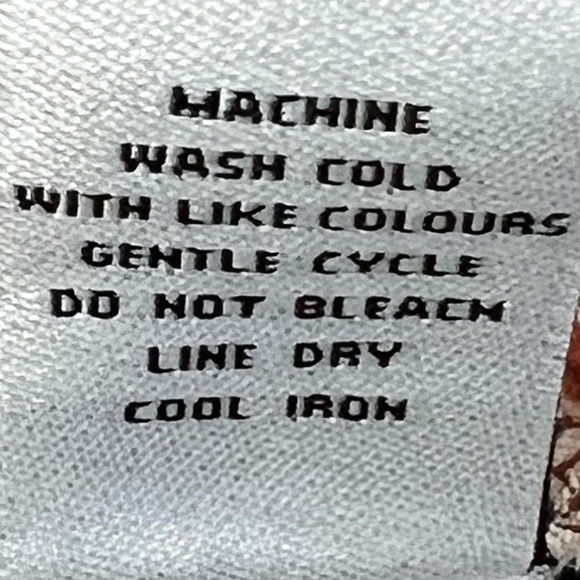 MACHINE
WASH COLD
WITH LIKE COLOURS
GENTLE CYCLE
DO NOT BLEACH
LINE DRY
COOL IRON